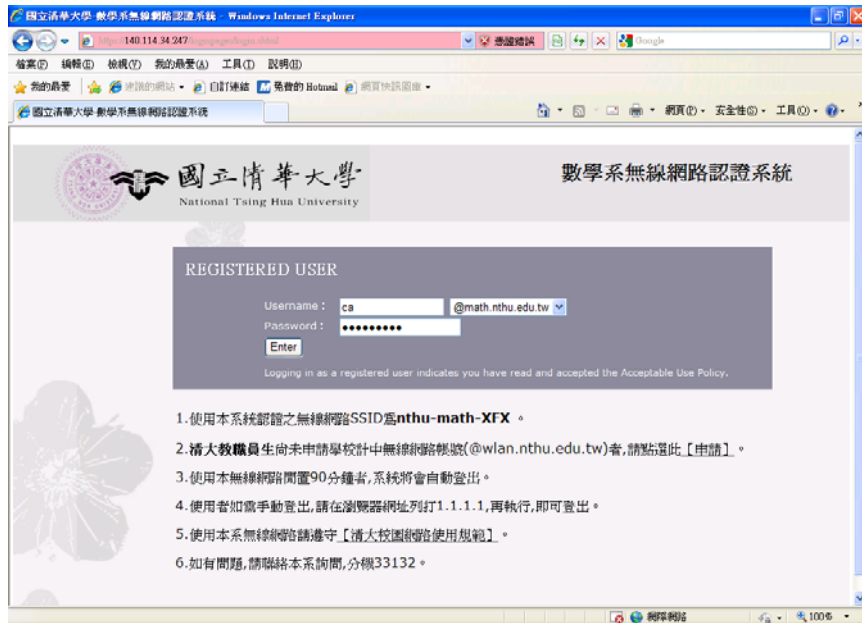 國立清華大學-數學系無線網路認證系統 - Windows Internet Explorer
https://140.114.34.247/
憑證錯誤
Google
檔案(F) 編輯(E) 檢視(V) 我的最愛(A) 工具(T) 說明(H)
我的最愛 建議的網站 自訂連結 免費的 Hotmail 網頁快訊圖庫
國立清華大學-數學系無線網路認證系統 網頁(P) 安全性(S) 工具(O)
國立清華大學 數學系無線網路認證系統
National Tsing Hua University
REGISTERED USER
Username: ca @math.nthu.edu.tw
Password: •••••••••
Enter
Logging in as a registered user indicates you have read and accepted the Acceptable Use Policy.
1.使用本系統認證之無線網路SSID為nthu-math-XFX 。
2.清大教職員生尚未申請學校計中無線網路帳號(@wlan.nthu.edu.tw)者,請點選此【申請】。
3.使用本無線網路閒置90分鐘者,系統將會自動登出。
4.使用者如需手動登出,請在瀏覽器網址列打1.1.1.1,再執行,即可登出。
5.使用本系無線網路請遵守【清大校園網路使用規範】。
6.如有問題,請聯絡本系詢問,分機33132。
網際網路 100%